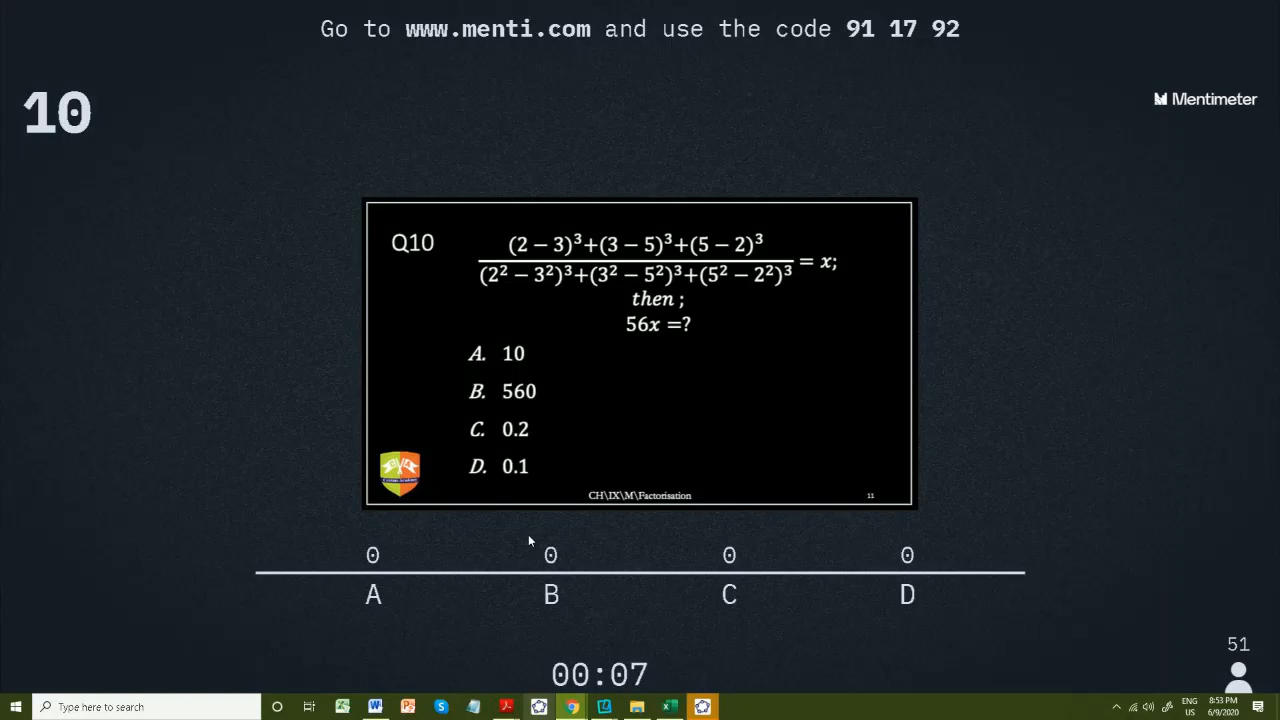 Go to www.menti.com and use the code 91 17 92
10
Mentimeter
Q10
(2 − 3)³+(3 − 5)³+(5 − 2)³
(2² − 3²)³+(3² − 5²)³+(5² − 2²)³
= x;
then ;
56x =?
A. 10
B. 560
C. 0.2
D. 0.1
CH\IX\M\Factorisation
11
0 0 0 0
A B C D
00:07
51
Type here to search
ENG
US
8:53 PM
6/9/2020